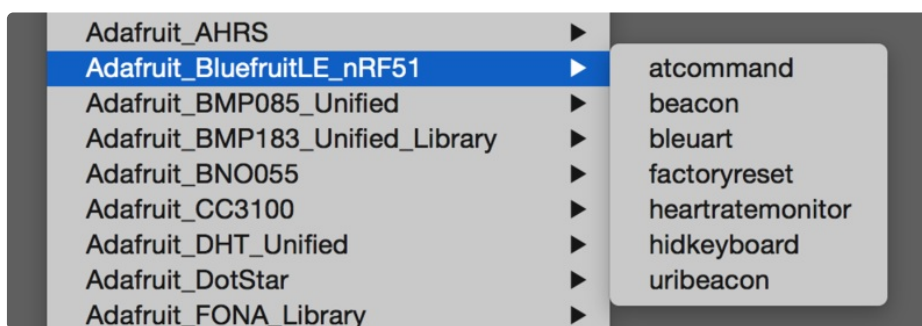 Adafruit_AHRS
Adafruit_BluefruitLE_nRF51
Adafruit_BMP085_Unified
Adafruit_BMP183_Unified_Library
Adafruit_BNO055
Adafruit_CC3100
Adafruit_DHT_Unified
Adafruit_DotStar
Adafruit_FONA_Library
atcommand
beacon
bleuart
factoryreset
heartratemonitor
hidkeyboard
uribeacon